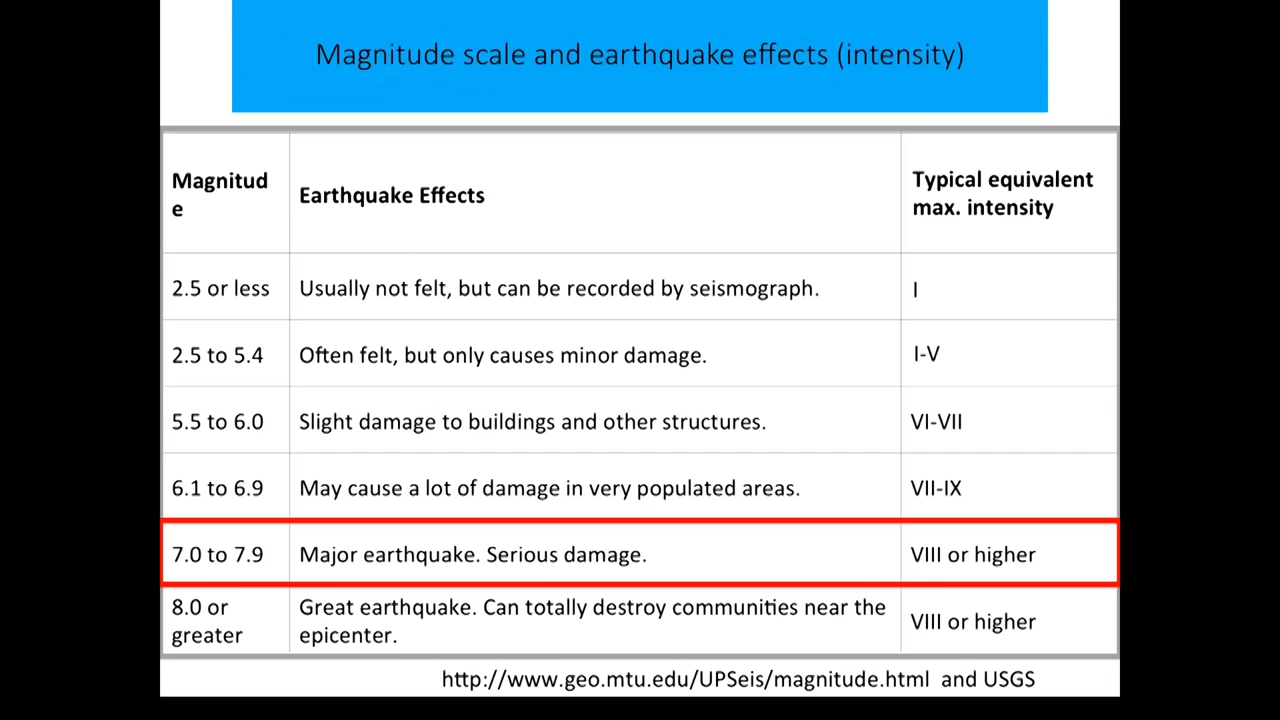 Magnitude scale and earthquake effects (intensity)
Magnitud
e
Earthquake Effects
Typical equivalent
max. intensity
2.5 or less
Usually not felt, but can be recorded by seismograph.
I
2.5 to 5.4
Often felt, but only causes minor damage.
I-V
5.5 to 6.0
Slight damage to buildings and other structures.
VI-VII
6.1 to 6.9
May cause a lot of damage in very populated areas.
VII-IX
7.0 to 7.9
Major earthquake. Serious damage.
VIII or higher
8.0 or
greater
Great earthquake. Can totally destroy communities near the
epicenter.
VIII or higher
http://www.geo.mtu.edu/UPSeis/magnitude.html and USGS